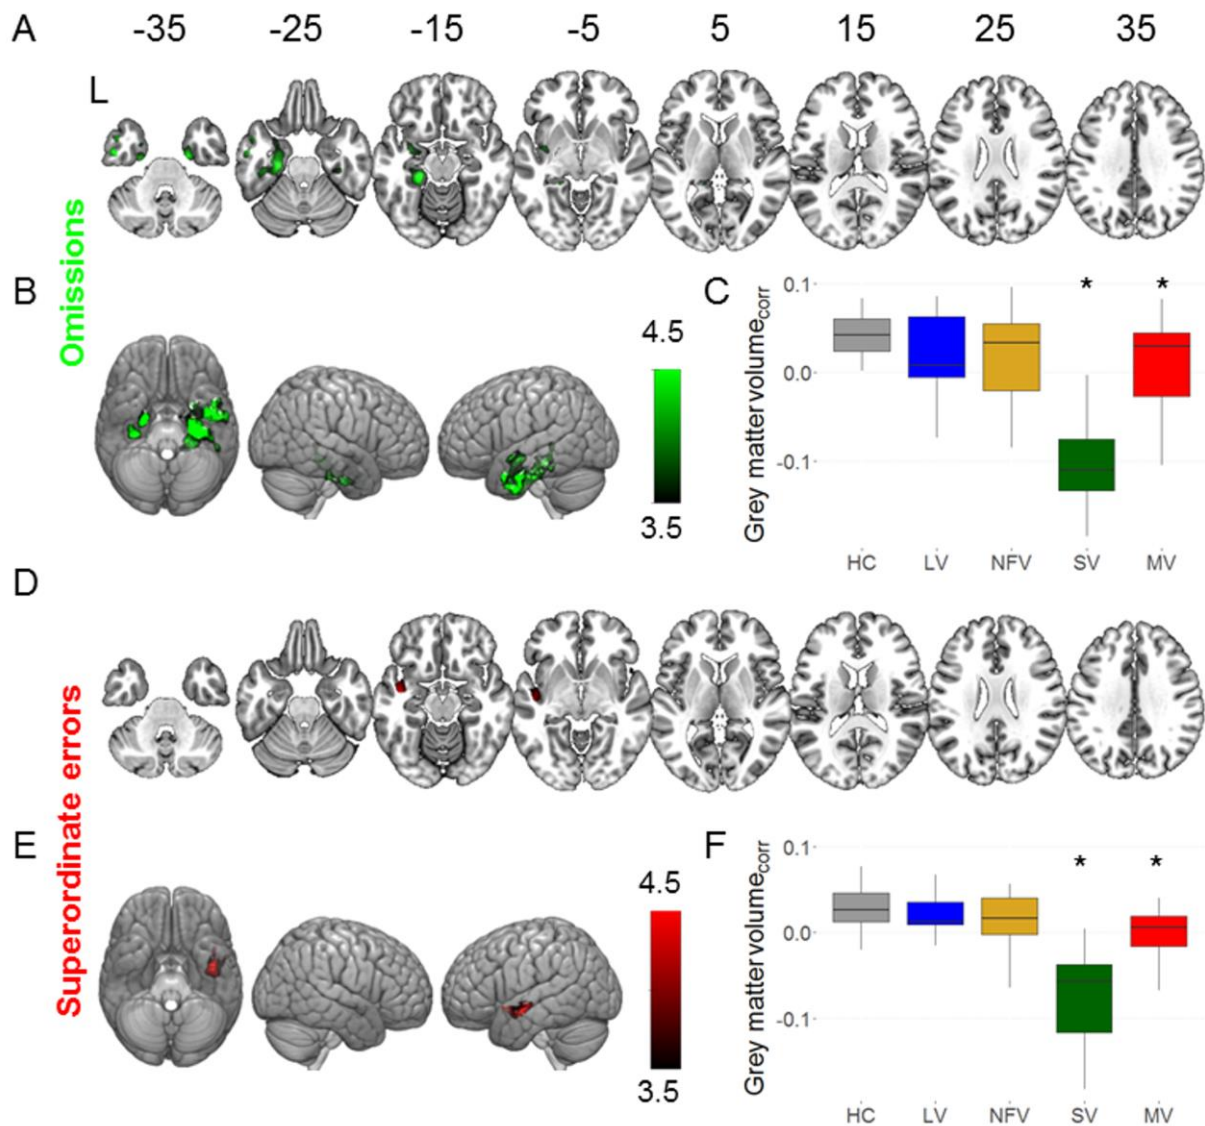 A -35 -25 -15 -5 5 15 25 35
L
Omissions
B
4.5
3.5
C
Grey matter volumecorr
0.1
0.0
-0.1
* *
HC LV NFV SV MV
D
Superordinate errors
E
4.5
3.5
F
Grey matter volumecorr
0.1
0.0
-0.1
* *
HC LV NFV SV MV